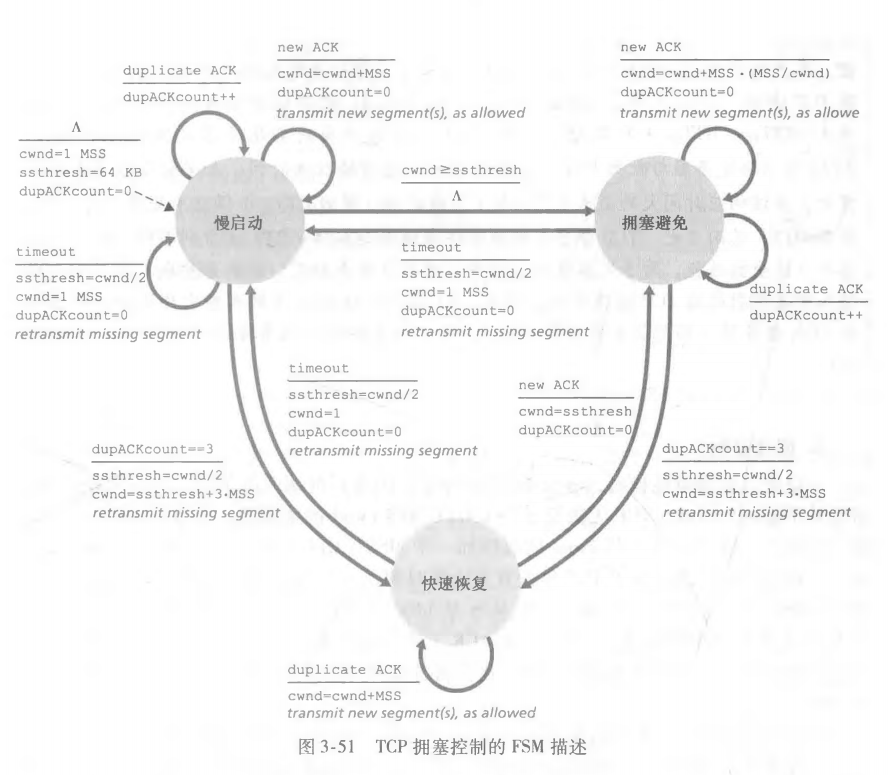 new ACK
cwnd=cwnd+MSS
dupACKcount=0
transmit new segment(s), as allowed
new ACK
cwnd=cwnd+MSS·(MSS/cwnd)
dupACKcount=0
transmit new segment(s), as allowe
duplicate ACK
dupACKcount++
Λ
cwnd=1 MSS
ssthresh=64 KB
dupACKcount=0
cwnd≥ssthresh
Λ
慢启动
拥塞避免
timeout
ssthresh=cwnd/2
cwnd=1 MSS
dupACKcount=0
retransmit missing segment
timeout
ssthresh=cwnd/2
cwnd=1 MSS
dupACKcount=0
retransmit missing segment
duplicate ACK
dupACKcount++
timeout
ssthresh=cwnd/2
cwnd=1
dupACKcount=0
retransmit missing segment
new ACK
cwnd=ssthresh
dupACKcount=0
dupACKcount==3
ssthresh=cwnd/2
cwnd=ssthresh+3·MSS
retransmit missing segment
dupACKcount==3
ssthresh=cwnd/2
cwnd=ssthresh+3·MSS
retransmit missing segment
快速恢复
duplicate ACK
cwnd=cwnd+MSS
transmit new segment(s), as allowed
图 3-51 TCP 拥塞控制的 FSM 描述